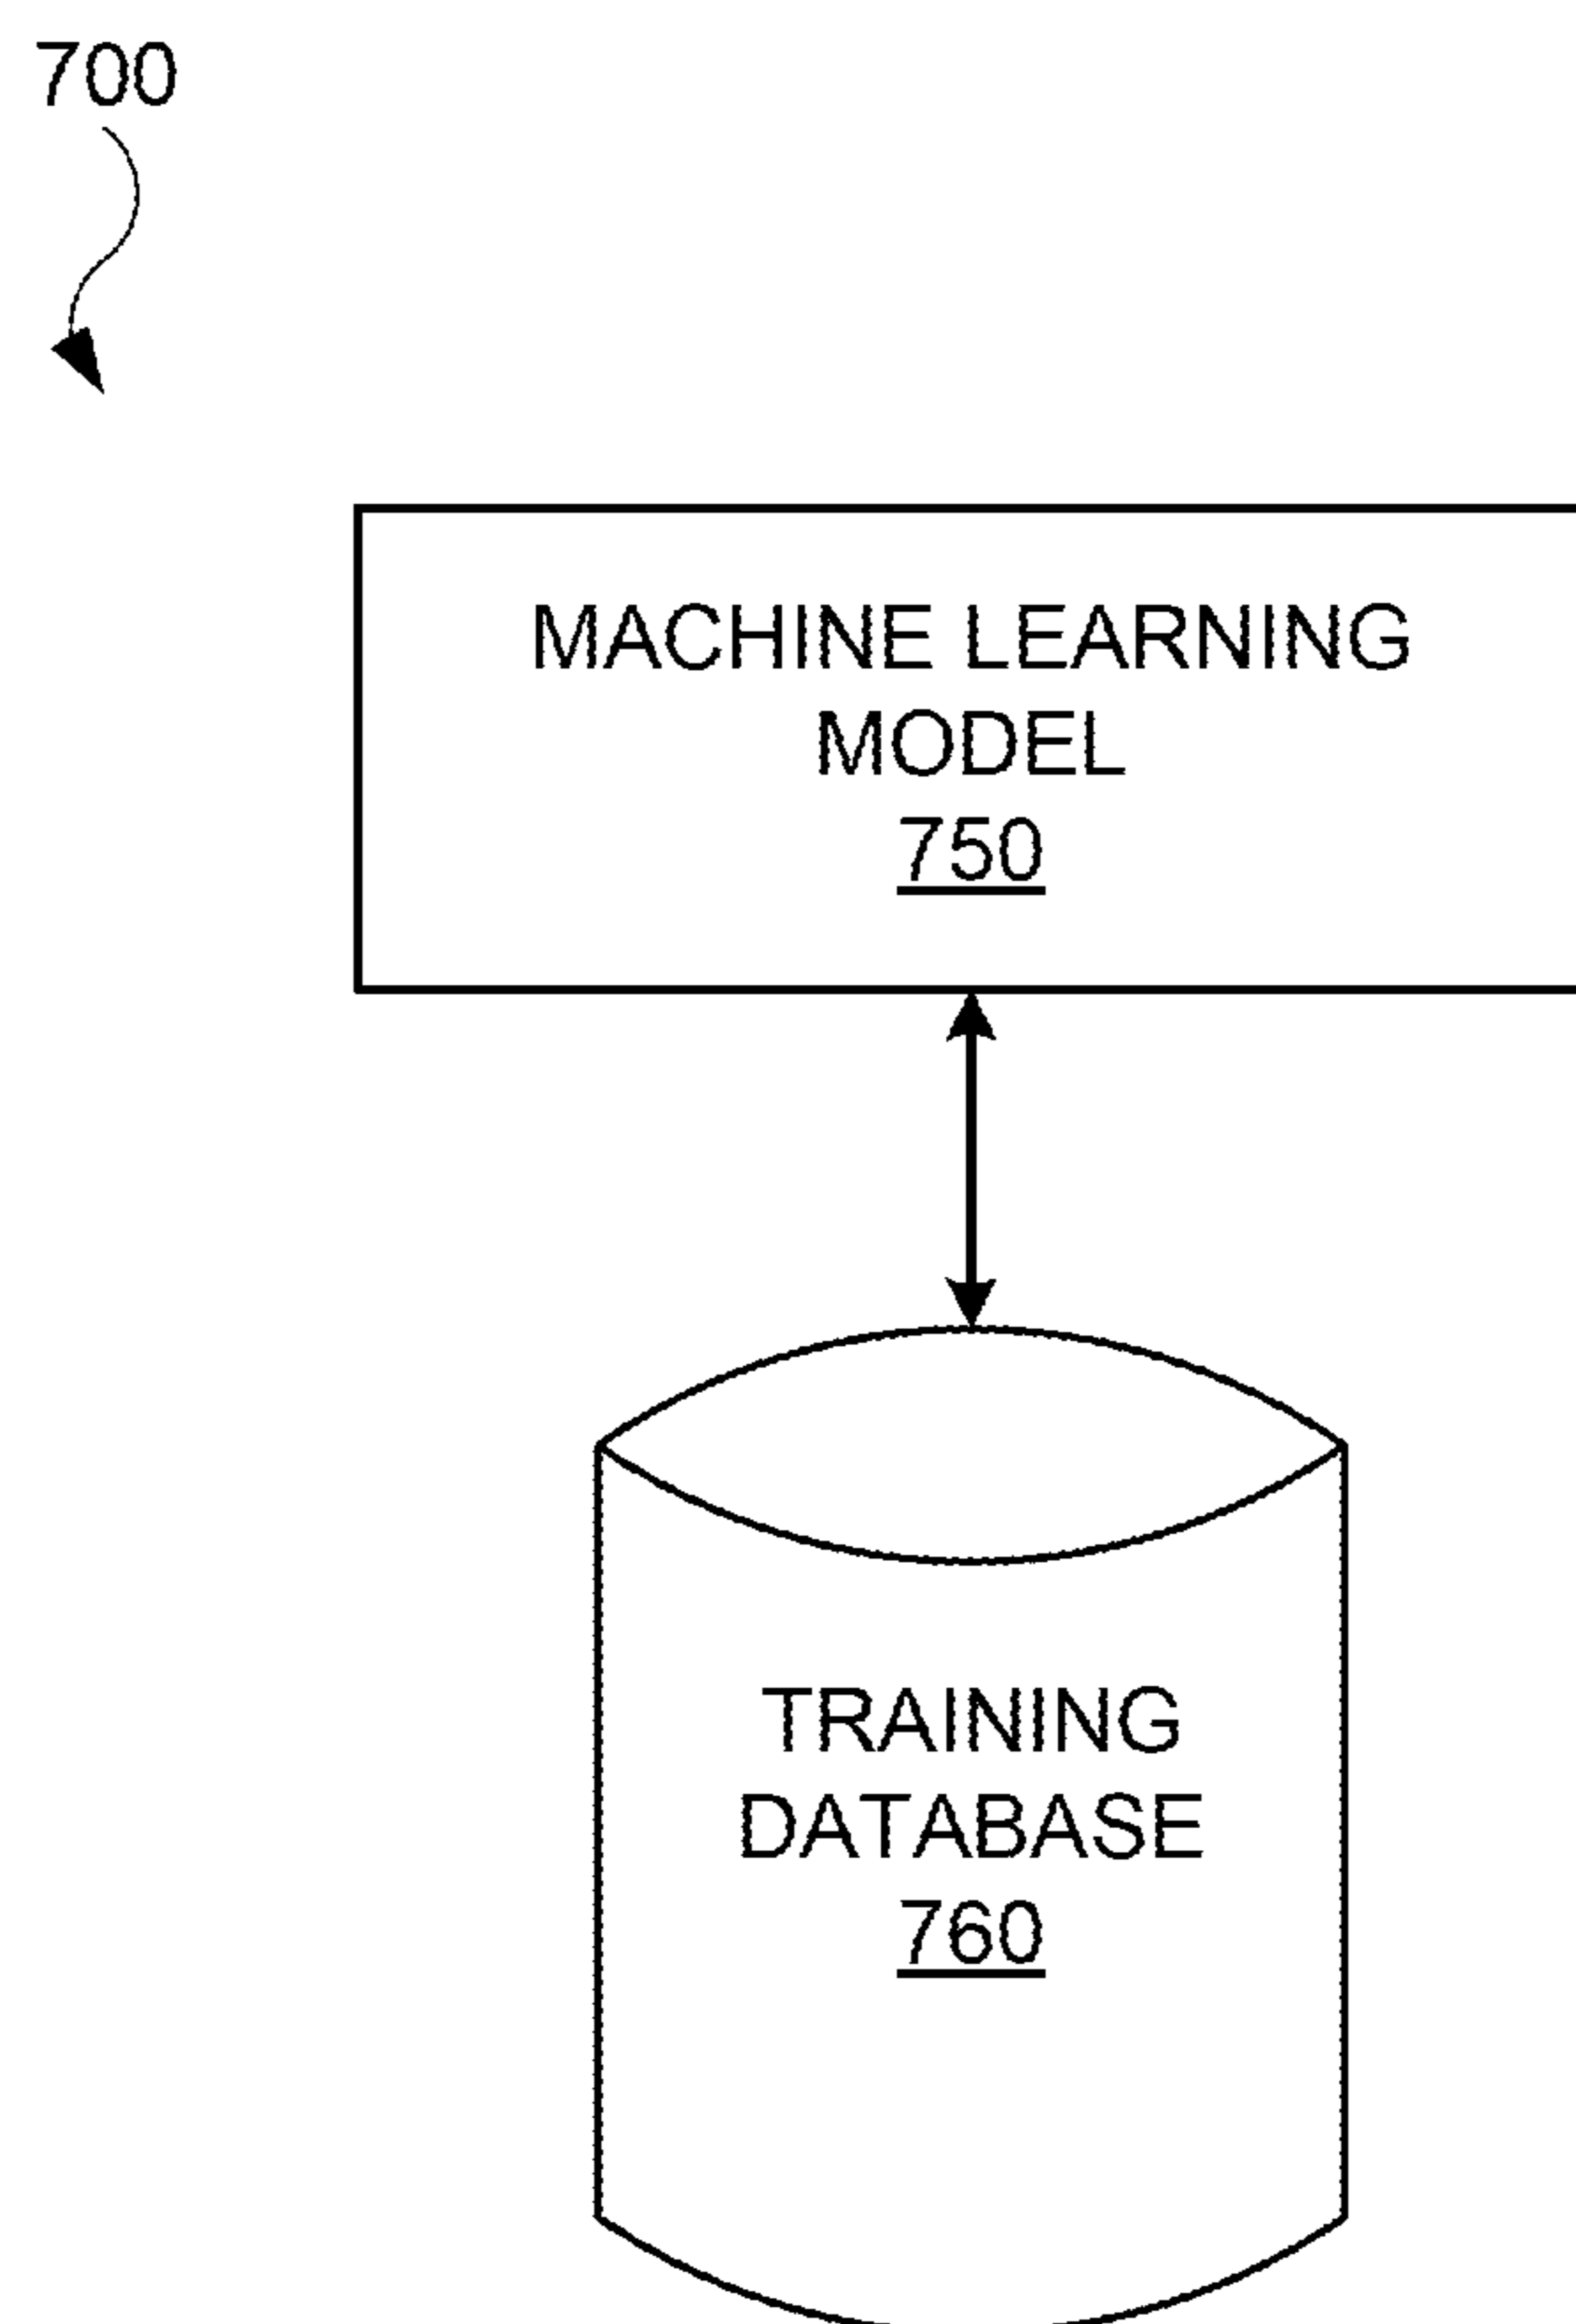 700
MACHINE LEARNING
MODEL
750
TRAINING
DATABASE
760